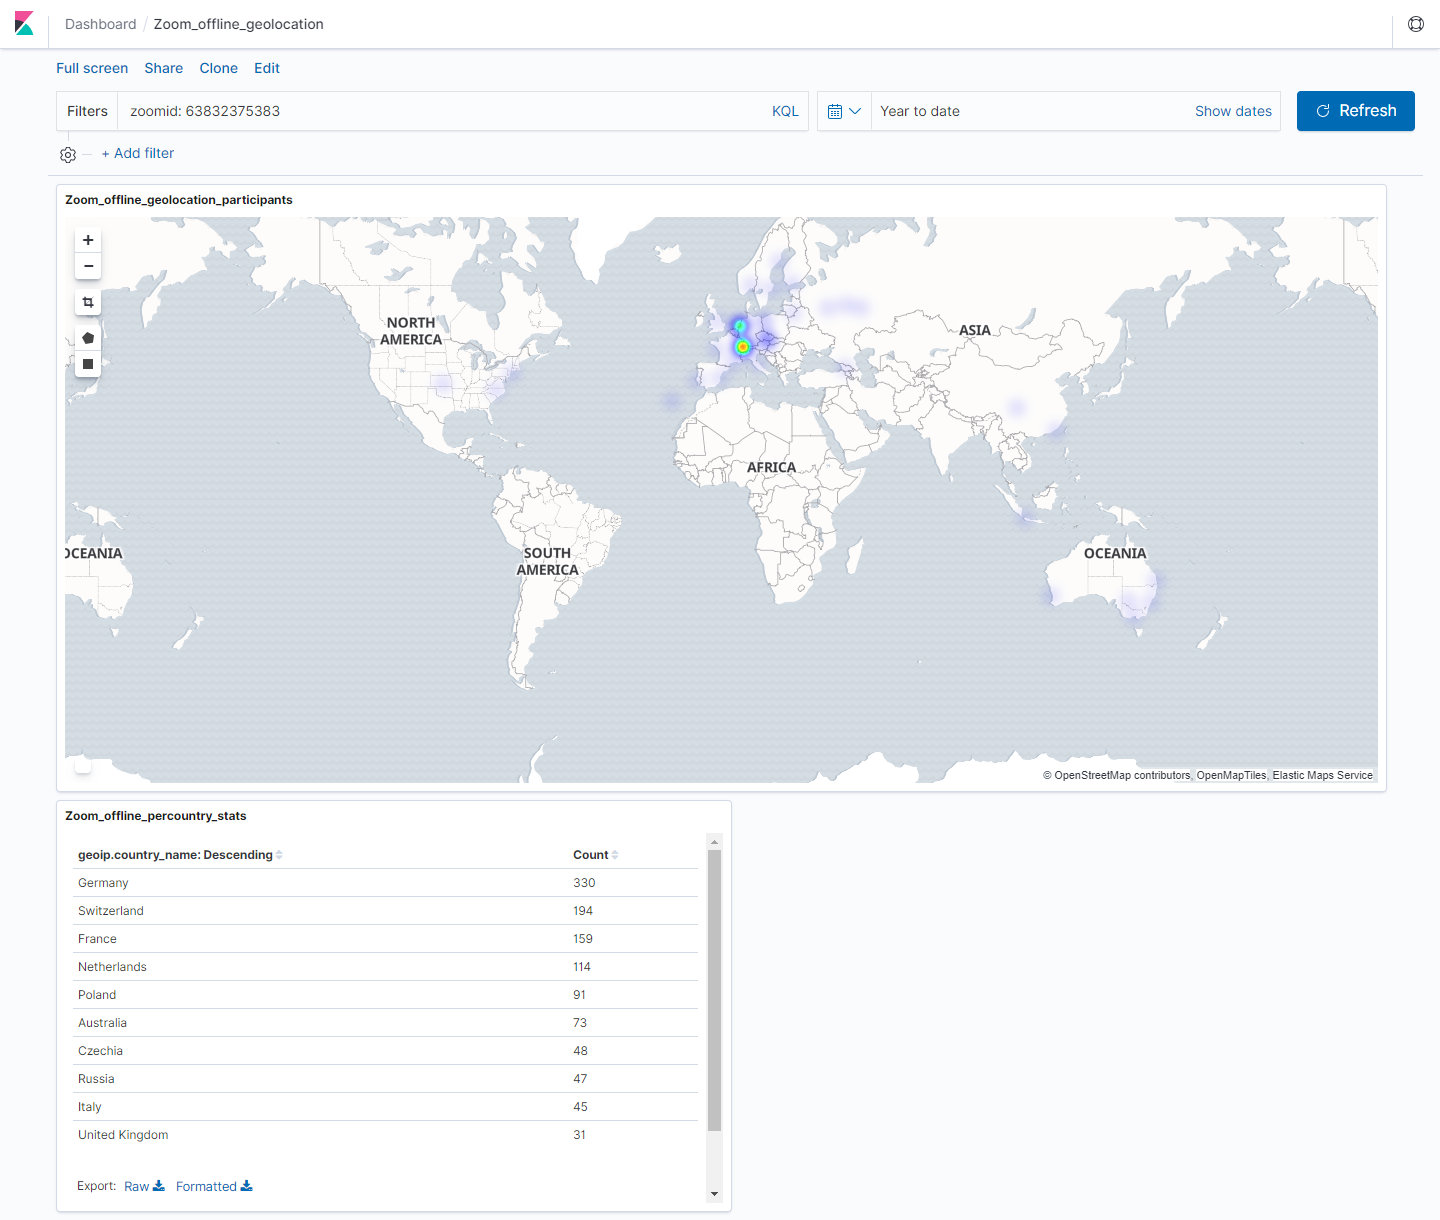 Dashboard / Zoom_offline_geolocation
Full screen Share Clone Edit
Filters zoomid: 63832375383 KQL Year to date Show dates Refresh
+ Add filter
Zoom_offline_geolocation_participants
+
−
NORTH
AMERICA
ASIA
AFRICA
OCEANIA
OCEANIA
SOUTH
AMERICA
© OpenStreetMap contributors, OpenMapTiles, Elastic Maps Service
Zoom_offline_percountry_stats
geoip.country_name: Descending Count
Germany 330
Switzerland 194
France 159
Netherlands 114
Poland 91
Australia 73
Czechia 48
Russia 47
Italy 45
United Kingdom 31
Export: Raw Formatted